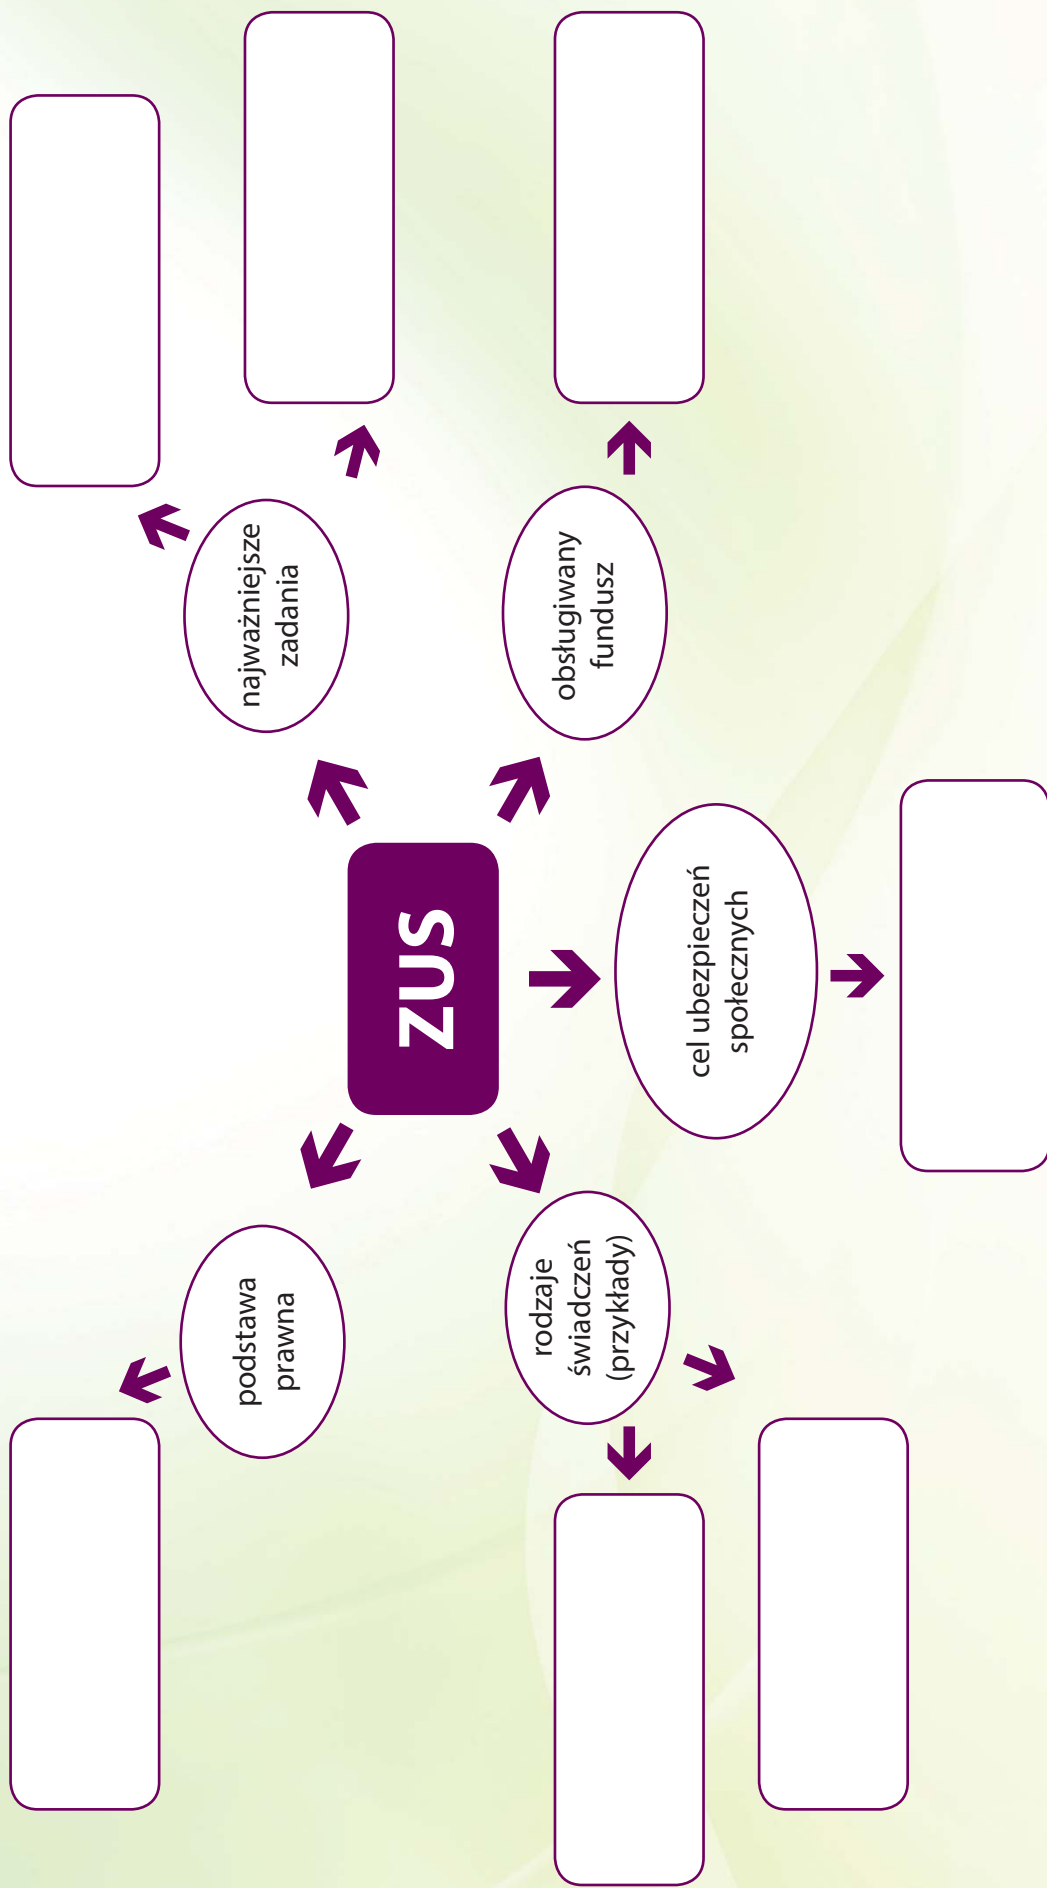 podstawa
prawna
ZUS
najważniejsze
zadania
rodzaje
świadczeń
(przykłady)
cel ubezpieczeń
społecznych
obsługiwany
fundusz